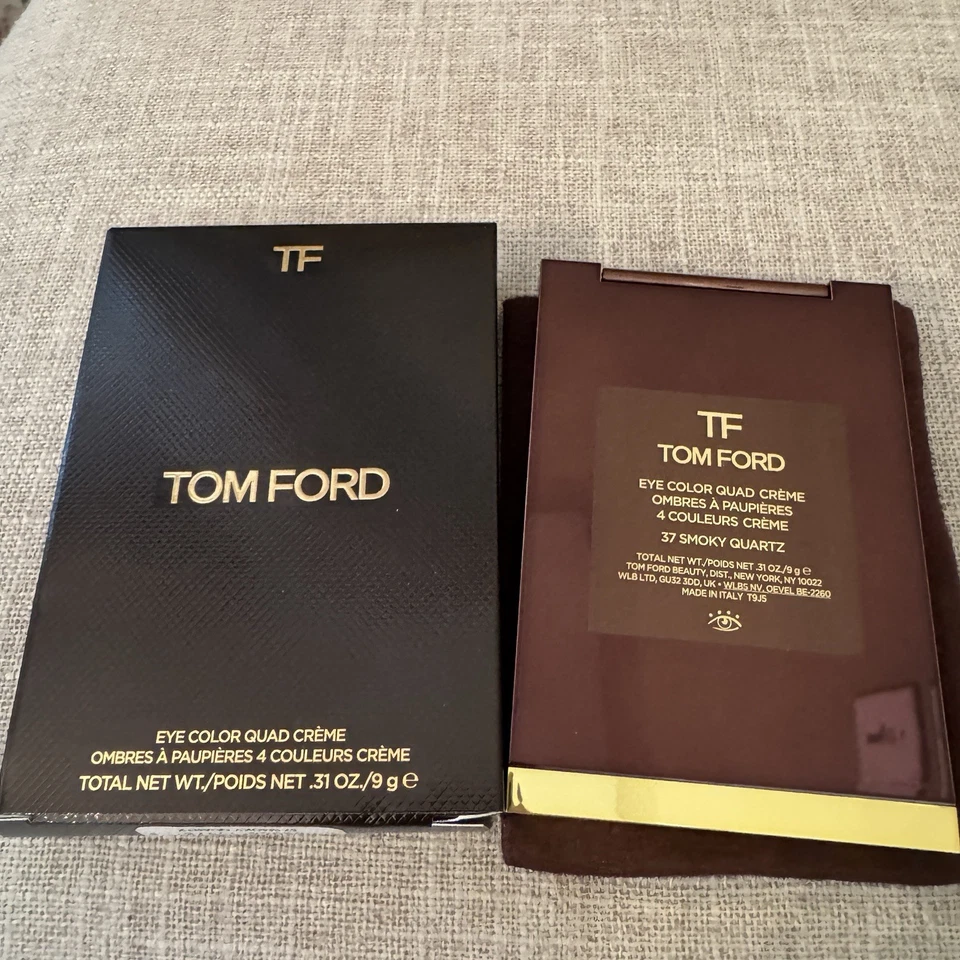 TF
TOM FORD
EYE COLOR QUAD CRÈME
OMBRES À PAUPIÈRES 4 COULEURS CRÈME
TOTAL NET WT./POIDS NET .31 OZ./9 g ℮
TF
TOM FORD
EYE COLOR QUAD CRÈME
OMBRES À PAUPIÈRES
4 COULEURS CRÈME
37 SMOKY QUARTZ
TOTAL NET WT./POIDS NET .31 OZ./9 g ℮
TOM FORD BEAUTY, DIST., NEW YORK, NY 10022
WLB LTD, GU32 3DD, UK • WLBS NV, OEVEL BE-2260
MADE IN ITALY T9J5